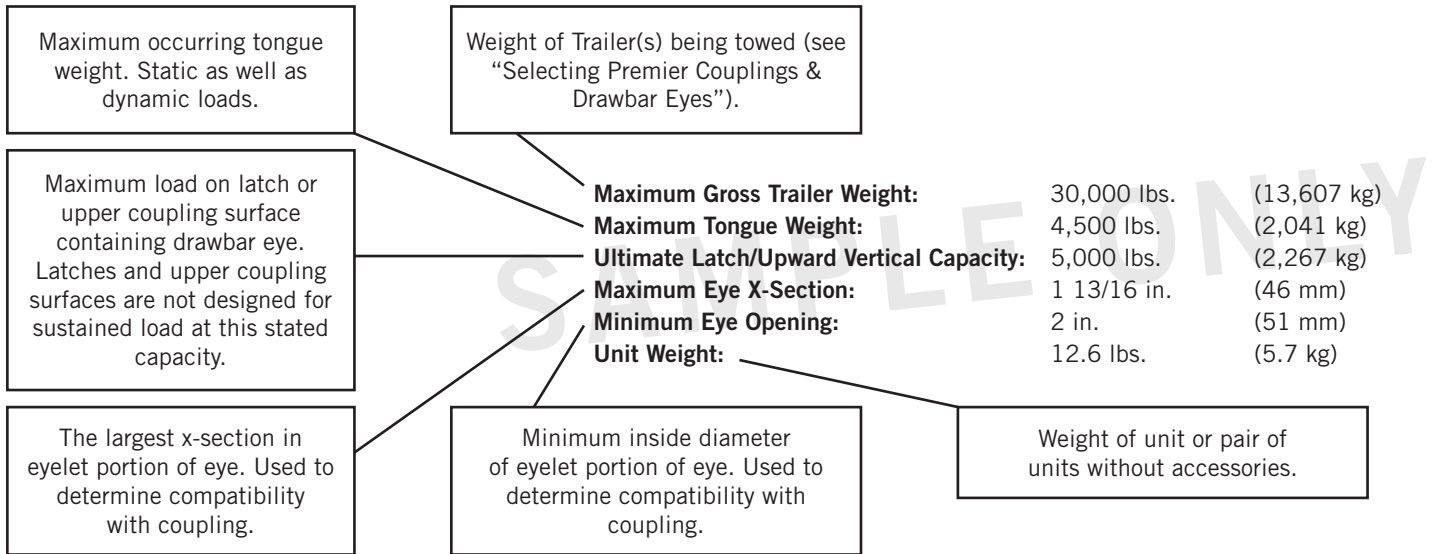 Maximum occurring tongue
weight. Static as well as
dynamic loads.
Weight of Trailer(s) being towed (see
“Selecting Premier Couplings &
Drawbar Eyes”).
Maximum load on latch or
upper coupling surface
containing drawbar eye.
Latches and upper coupling
surfaces are not designed for
sustained load at this stated
capacity.
SAMPLE ONLY
Maximum Gross Trailer Weight: 30,000 lbs. (13,607 kg)
Maximum Tongue Weight: 4,500 lbs. (2,041 kg)
Ultimate Latch/Upward Vertical Capacity: 5,000 lbs. (2,267 kg)
Maximum Eye X-Section: 1 13/16 in. (46 mm)
Minimum Eye Opening: 2 in. (51 mm)
Unit Weight: 12.6 lbs. (5.7 kg)
The largest x-section in
eyelet portion of eye. Used to
determine compatibility
with coupling.
Minimum inside diameter
of eyelet portion of eye. Used to
determine compatibility with
coupling.
Weight of unit or pair of
units without accessories.